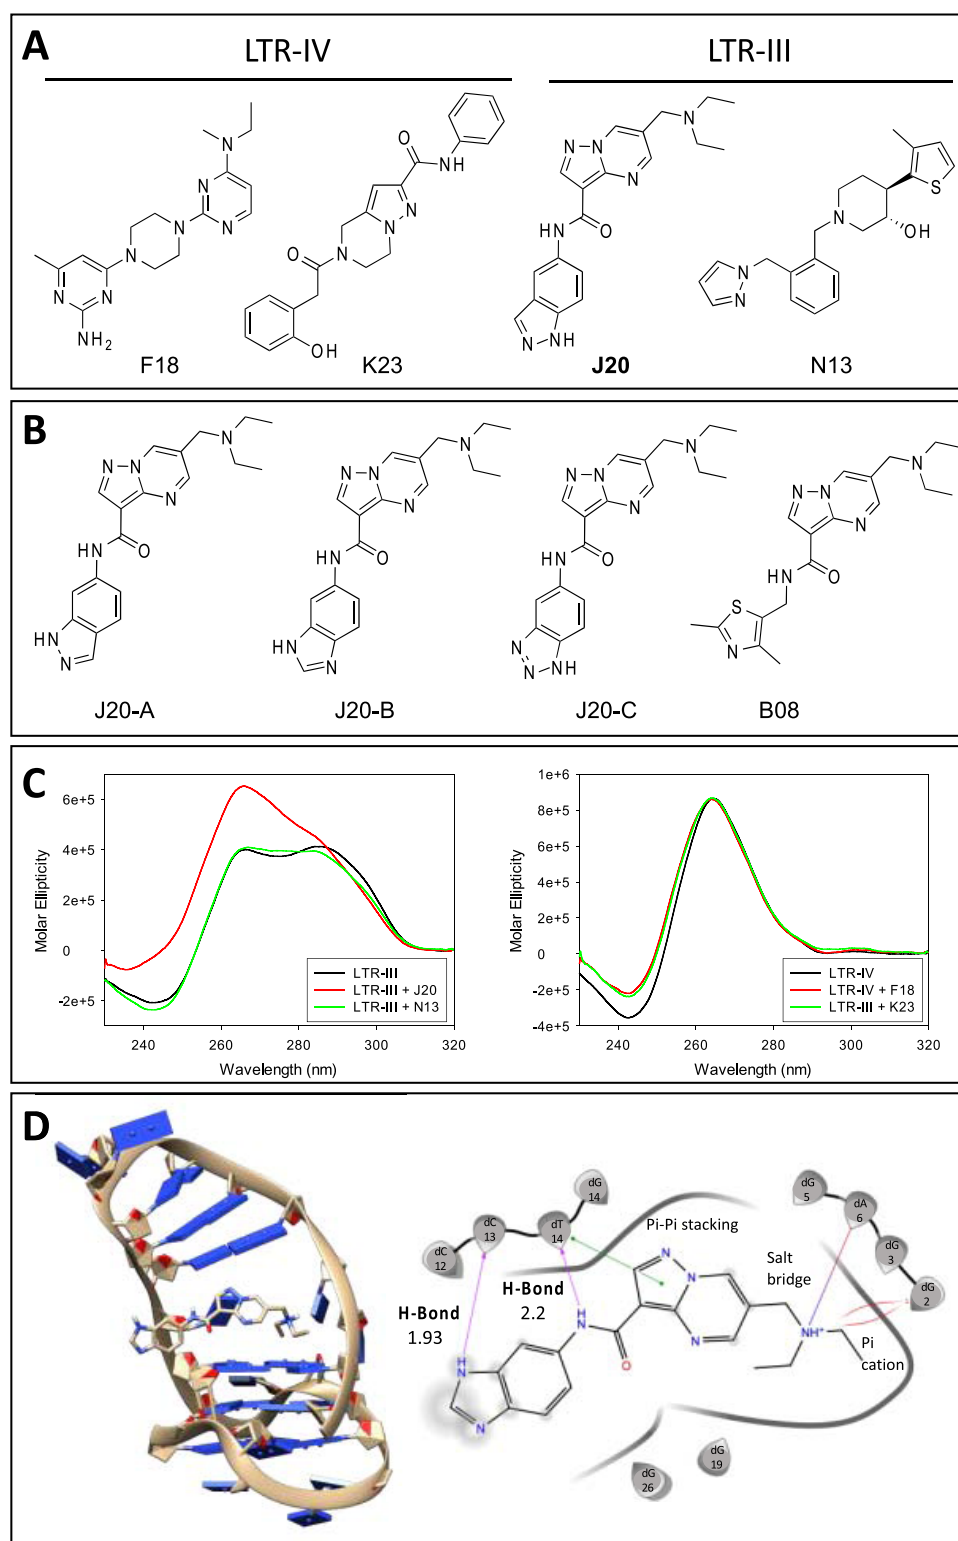 A
LTR-IV
LTR-III
N
N
N
N
N
N
N
N
NH2
F18
O
NH
N
N
N
O
OH
K23
N
N
N
N
NH
O
N
NH
J20
S
N
OH
N
N
N13
B
N
N
N
N
HN
O
HN
N
J20-A
N
N
N
N
HN
O
HN
N
J20-B
N
N
N
N
HN
O
N
N
NH
J20-C
N
N
N
N
NH
O
S
N
B08
C
Molar Ellipticity
6e+5
4e+5
2e+5
0
-2e+5
240
260
280
300
320
Wavelength (nm)
LTR-III
LTR-III + J20
LTR-III + N13
Molar Ellipticity
1e+6
8e+5
6e+5
4e+5
2e+5
0
-2e+5
-4e+5
240
260
280
300
320
Wavelength (nm)
LTR-IV
LTR-IV + F18
LTR-III + K23
D
dG
14
dC
13
dT
14
dC
12
Pi-Pi stacking
dG
5
dA
6
dG
3
dG
2
Salt
bridge
H-Bond
1.93
H-Bond
2.2
N
N
N
HN
O
NH+
Pi
cation
HN
N
dG
19
dG
26